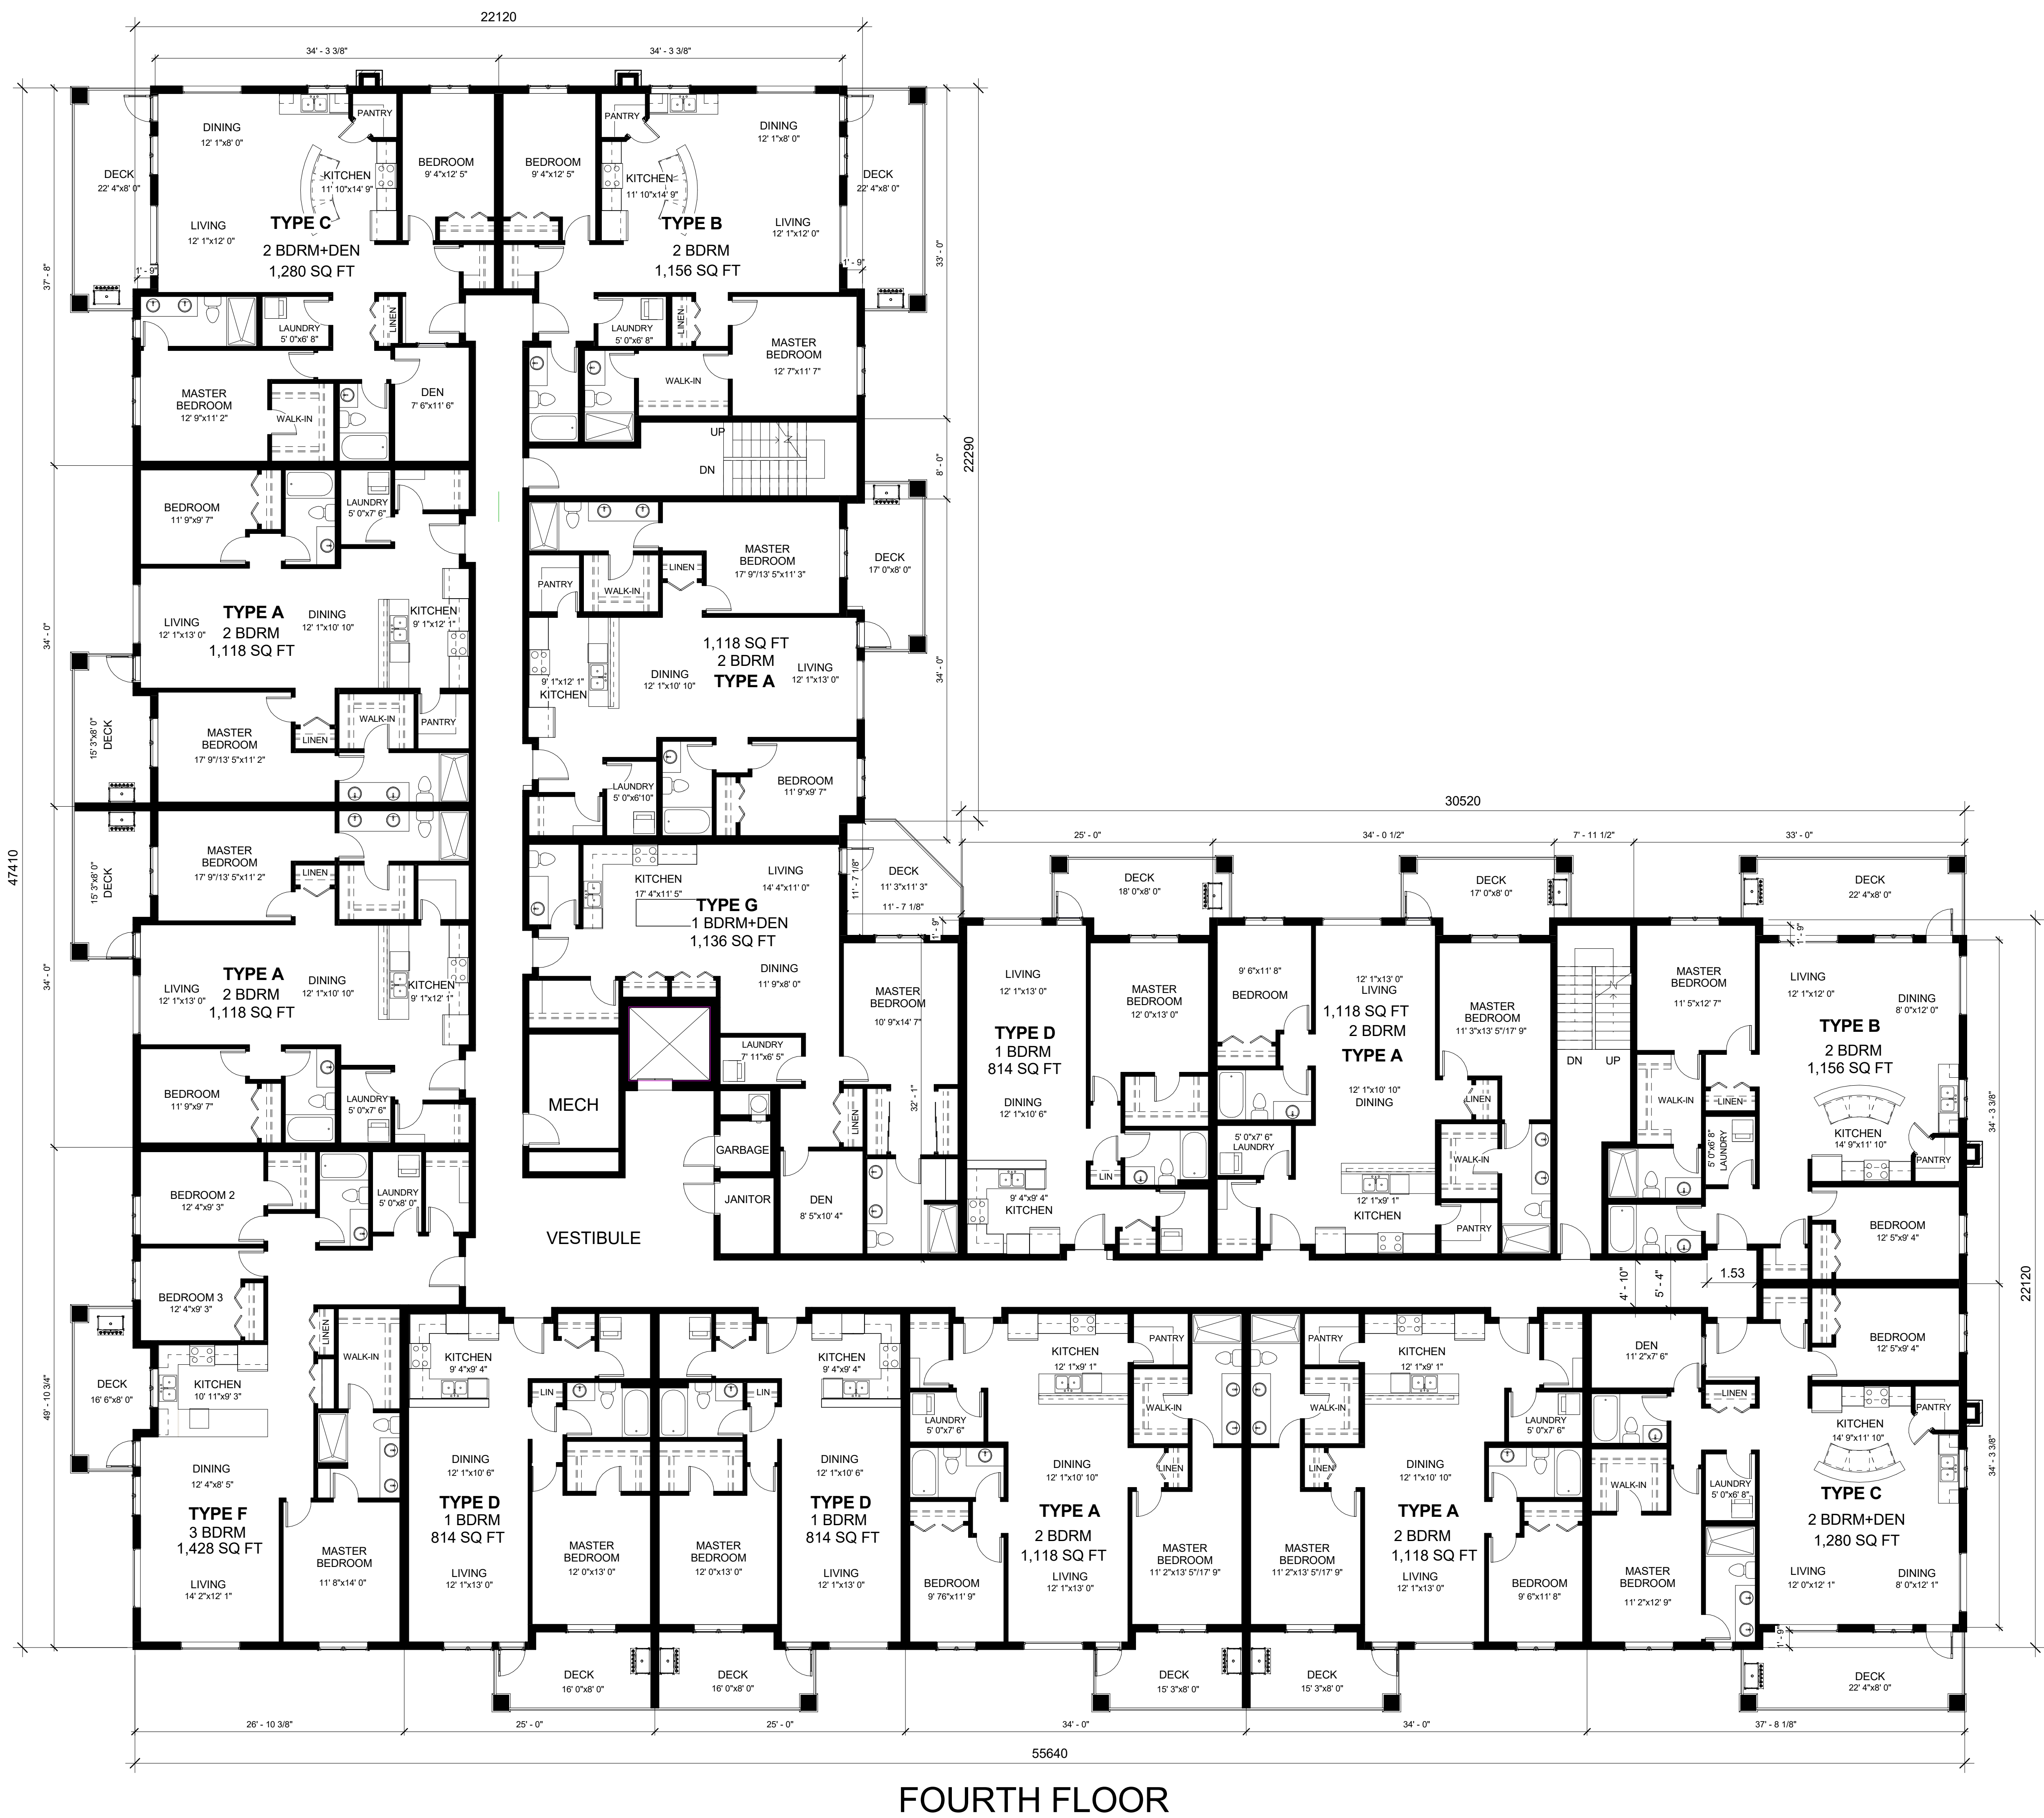 22120
34' - 3 3/8"
34' - 3 3/8"
DINING
12' 1"x8' 0"
PANTRY
KITCHEN
11' 10"x14' 9"
BEDROOM
9' 4"x12' 5"
DECK
22' 4"x8' 0"
LIVING
12' 1"x12' 0"
TYPE C
2 BDRM+DEN
1,280 SQ FT
1' - 9"
LAUNDRY
5' 0"x6' 8"
LINEN
MASTER
BEDROOM
12' 9"x11' 2"
WALK-IN
DEN
7' 6"x11' 6"
BEDROOM
9' 4"x12' 5"
PANTRY
KITCHEN
11' 10"x14' 9"
DINING
12' 1"x8' 0"
DECK
22' 4"x8' 0"
TYPE B
2 BDRM
1,156 SQ FT
LIVING
12' 1"x12' 0"
1' - 9"
LAUNDRY
5' 0"x6' 8"
LINEN
MASTER
BEDROOM
12' 7"x11' 7"
WALK-IN
UP
DN
37' - 8"
34' - 0"
34' - 0"
49' - 10 3/4"
47410
33' - 0"
8' - 0"
34' - 0"
22290
BEDROOM
11' 9"x9' 7"
LAUNDRY
5' 0"x7' 6"
TYPE A
2 BDRM
1,118 SQ FT
LIVING
12' 1"x13' 0"
DINING
12' 1"x10' 10"
KITCHEN
9' 1"x12' 1"
DECK
15' 3"x8' 0"
MASTER
BEDROOM
17' 9"/13' 5"x11' 2"
LINEN
WALK-IN
PANTRY
MASTER
BEDROOM
17' 9"/13' 5"x11' 3"
DECK
17' 0"x8' 0"
PANTRY
WALK-IN
LINEN
1,118 SQ FT
2 BDRM
TYPE A
9' 1"x12' 1"
KITCHEN
DINING
12' 1"x10' 10"
LIVING
12' 1"x13' 0"
LAUNDRY
5' 0"x6'10"
BEDROOM
11' 9"x9' 7"
MASTER
BEDROOM
17' 9"/13' 5"x11' 2"
LINEN
DECK
15' 3"x8' 0"
TYPE A
2 BDRM
1,118 SQ FT
LIVING
12' 1"x13' 0"
DINING
12' 1"x10' 10"
KITCHEN
9' 1"x12' 1"
BEDROOM
11' 9"x9' 7"
LAUNDRY
5' 0"x7' 6"
KITCHEN
17' 4"x11' 5"
LIVING
14' 4"x11' 0"
TYPE G
1 BDRM+DEN
1,136 SQ FT
DINING
11' 9"x8' 0"
DECK
11' 3"x11' 3"
11' - 7 1/8"
11' - 7 1/8"
1' - 9"
MASTER
BEDROOM
10' 9"x14' 7"
LAUNDRY
7' 11"x6' 5"
LINEN
32' - 1"
DEN
8' 5"x10' 4"
MECH
GARBAGE
JANITOR
VESTIBULE
30520
25' - 0"
34' - 0 1/2"
7' - 11 1/2"
33' - 0"
DECK
18' 0"x8' 0"
DECK
17' 0"x8' 0"
DECK
22' 4"x8' 0"
LIVING
12' 1"x13' 0"
MASTER
BEDROOM
12' 0"x13' 0"
TYPE D
1 BDRM
814 SQ FT
DINING
12' 1"x10' 6"
LIN
9' 4"x9' 4"
KITCHEN
9' 6"x11' 8"
BEDROOM
12' 1"x13' 0"
LIVING
1,118 SQ FT
2 BDRM
TYPE A
12' 1"x10' 10"
DINING
MASTER
BEDROOM
11' 3"x13' 5"/17' 9"
LINEN
5' 0"x7' 6"
LAUNDRY
WALK-IN
12' 1"x9' 1"
KITCHEN
PANTRY
DN
UP
MASTER
BEDROOM
11' 5"x12' 7"
1' - 9"
LIVING
12' 1"x12' 0"
DINING
8' 0"x12' 0"
TYPE B
2 BDRM
1,156 SQ FT
WALK-IN
LINEN
LAUNDRY
5' 0"x6' 8"
KITCHEN
14' 9"x11' 10"
PANTRY
BEDROOM
12' 5"x9' 4"
34' - 3 3/8"
34' - 3 3/8"
22120
4' - 10"
5' - 4"
1.53
BEDROOM 2
12' 4"x9' 3"
LAUNDRY
5' 0"x8' 0"
BEDROOM 3
12' 4"x9' 3"
LINEN
WALK-IN
DECK
16' 6"x8' 0"
KITCHEN
10' 11"x9' 3"
DINING
12' 4"x8' 5"
TYPE F
3 BDRM
1,428 SQ FT
LIVING
14' 2"x12' 1"
MASTER
BEDROOM
11' 8"x14' 0"
KITCHEN
9' 4"x9' 4"
LIN
DINING
12' 1"x10' 6"
TYPE D
1 BDRM
814 SQ FT
LIVING
12' 1"x13' 0"
MASTER
BEDROOM
12' 0"x13' 0"
DECK
16' 0"x8' 0"
KITCHEN
9' 4"x9' 4"
LIN
DINING
12' 1"x10' 6"
TYPE D
1 BDRM
814 SQ FT
LIVING
12' 1"x13' 0"
MASTER
BEDROOM
12' 0"x13' 0"
DECK
16' 0"x8' 0"
KITCHEN
12' 1"x9' 1"
PANTRY
WALK-IN
LAUNDRY
5' 0"x7' 6"
LINEN
DINING
12' 1"x10' 10"
TYPE A
2 BDRM
1,118 SQ FT
LIVING
12' 1"x13' 0"
BEDROOM
9' 76"x11' 9"
MASTER
BEDROOM
11' 2"x13' 5"/17' 9"
DECK
15' 3"x8' 0"
PANTRY
KITCHEN
12' 1"x9' 1"
WALK-IN
LAUNDRY
5' 0"x7' 6"
LINEN
DINING
12' 1"x10' 10"
TYPE A
2 BDRM
1,118 SQ FT
LIVING
12' 1"x13' 0"
MASTER
BEDROOM
11' 2"x13' 5"/17' 9"
BEDROOM
9' 6"x11' 8"
DECK
15' 3"x8' 0"
DEN
11' 2"x7' 6"
BEDROOM
12' 5"x9' 4"
LINEN
KITCHEN
14' 9"x11' 10"
PANTRY
WALK-IN
LAUNDRY
5' 0"x6' 8"
TYPE C
2 BDRM+DEN
1,280 SQ FT
MASTER
BEDROOM
11' 2"x12' 9"
LIVING
12' 0"x12' 1"
DINING
8' 0"x12' 1"
1' - 9"
DECK
22' 4"x8' 0"
26' - 10 3/8"
25' - 0"
25' - 0"
34' - 0"
34' - 0"
37' - 8 1/8"
55640
FOURTH FLOOR